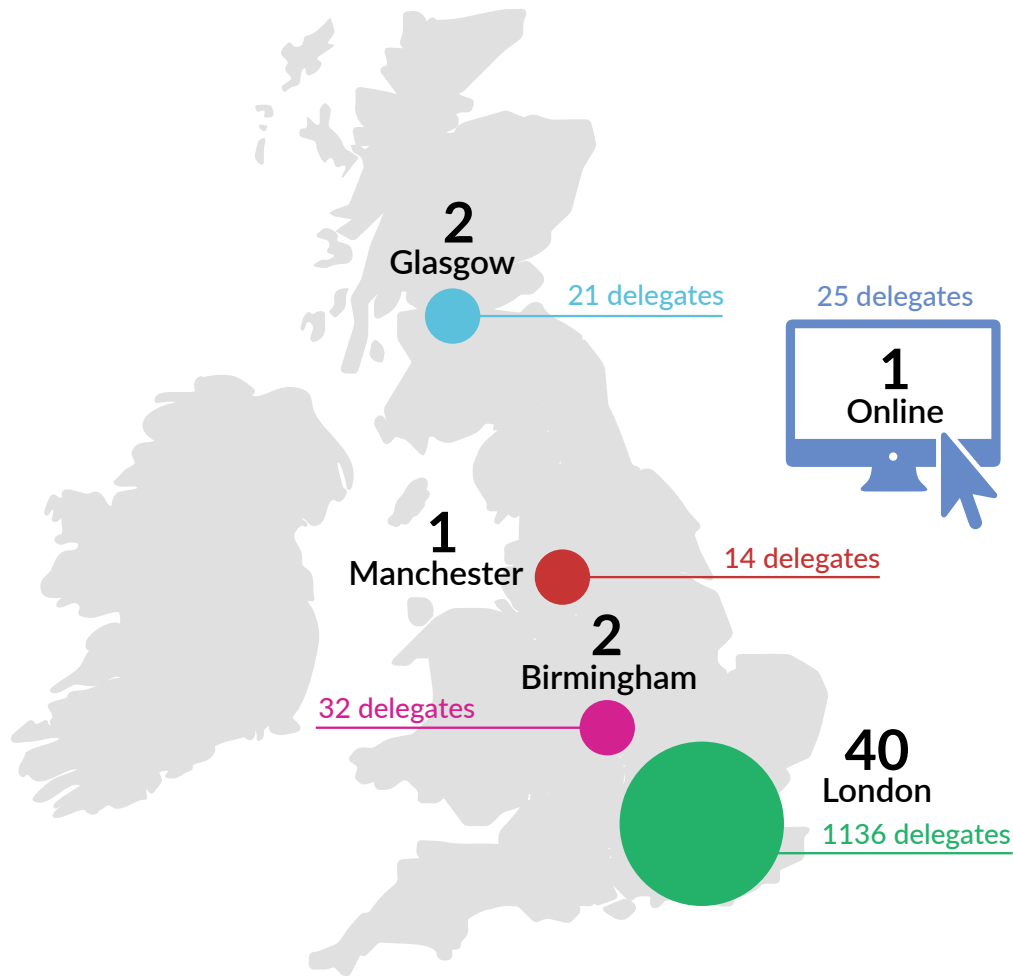 2
Glasgow
21 delegates
25 delegates
1
Online
1
Manchester
14 delegates
2
Birmingham
32 delegates
40
London
1136 delegates